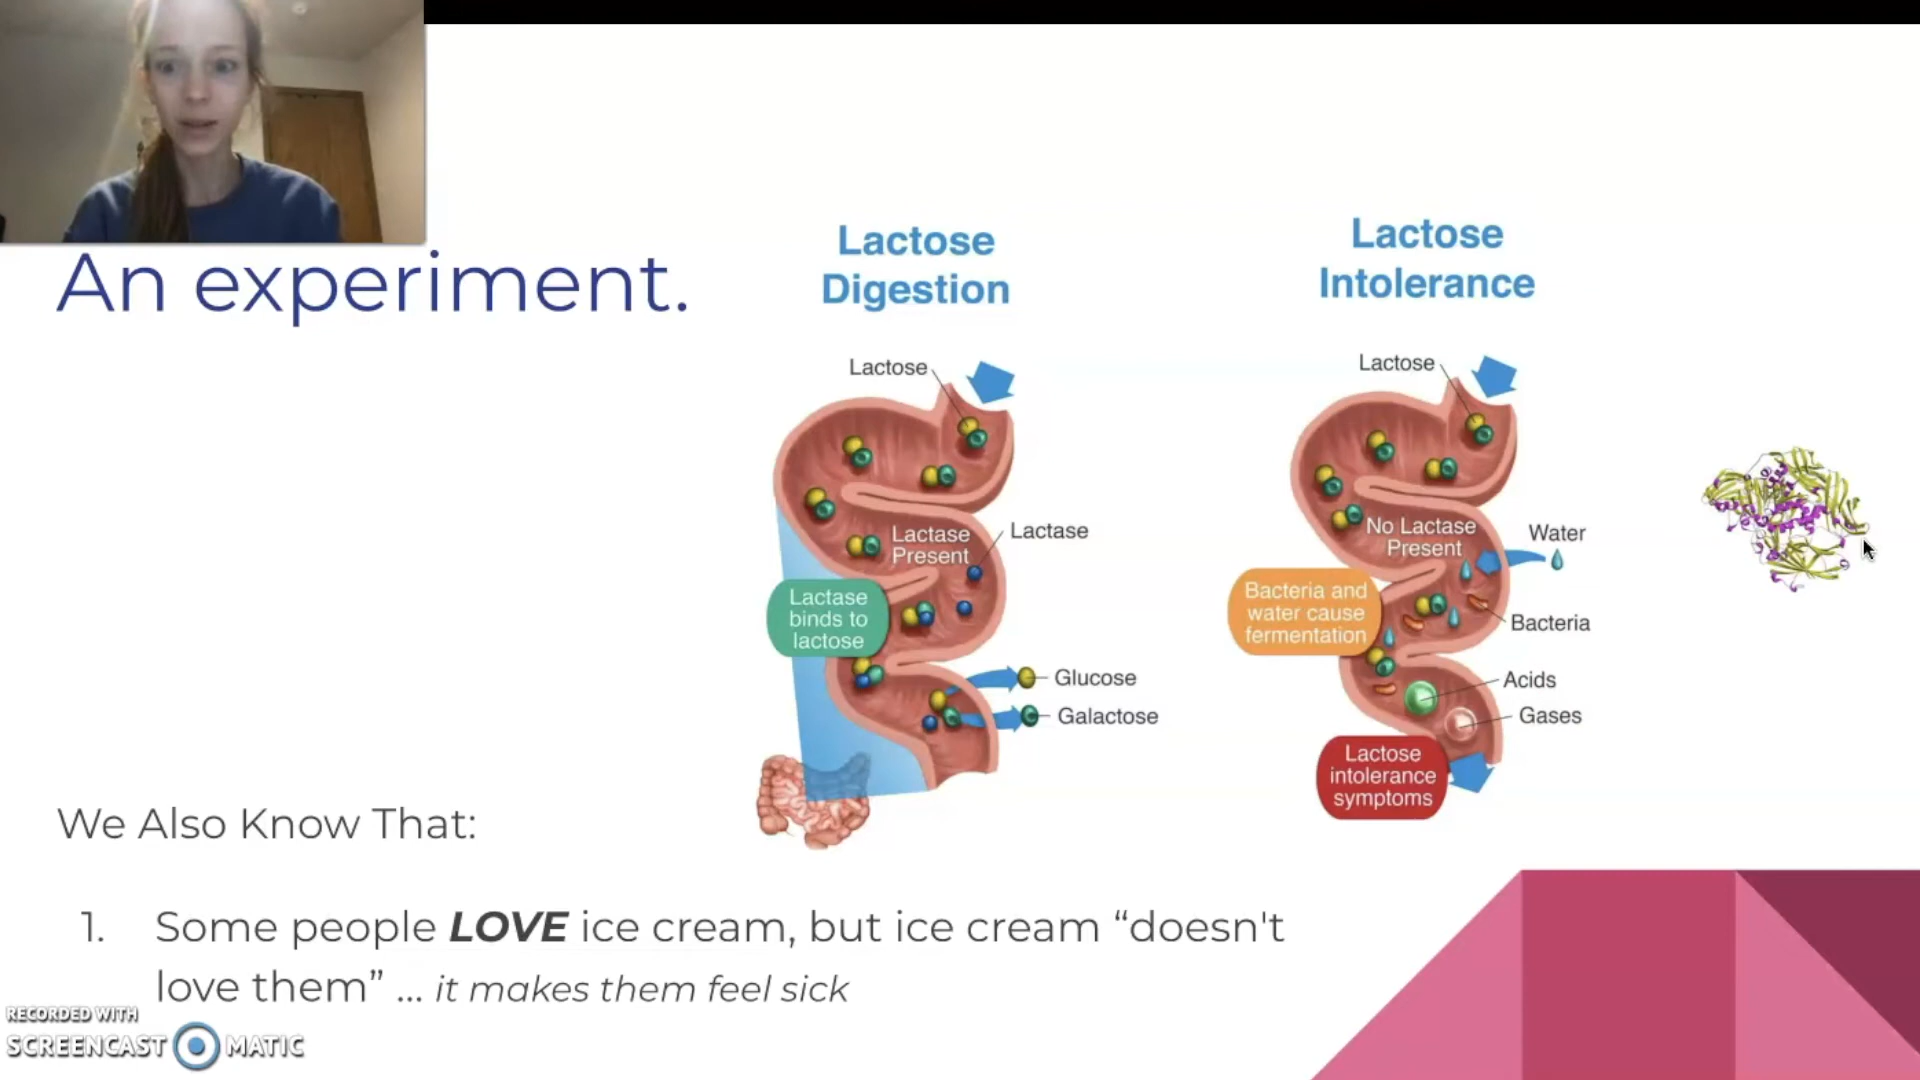 An experiment.
Lactose
Digestion
Lactose
Lactase
Present
Lactase
Lactase
binds to
lactose
Glucose
Galactose
Lactose
Intolerance
Lactose
No Lactase
Present
Water
Bacteria and
water cause
fermentation
Bacteria
Acids
Gases
Lactose
intolerance
symptoms
We Also Know That:
1. Some people LOVE ice cream, but ice cream “doesn't
love them” ... it makes them feel sick
RECORDED WITH
SCREENCAST MATIC